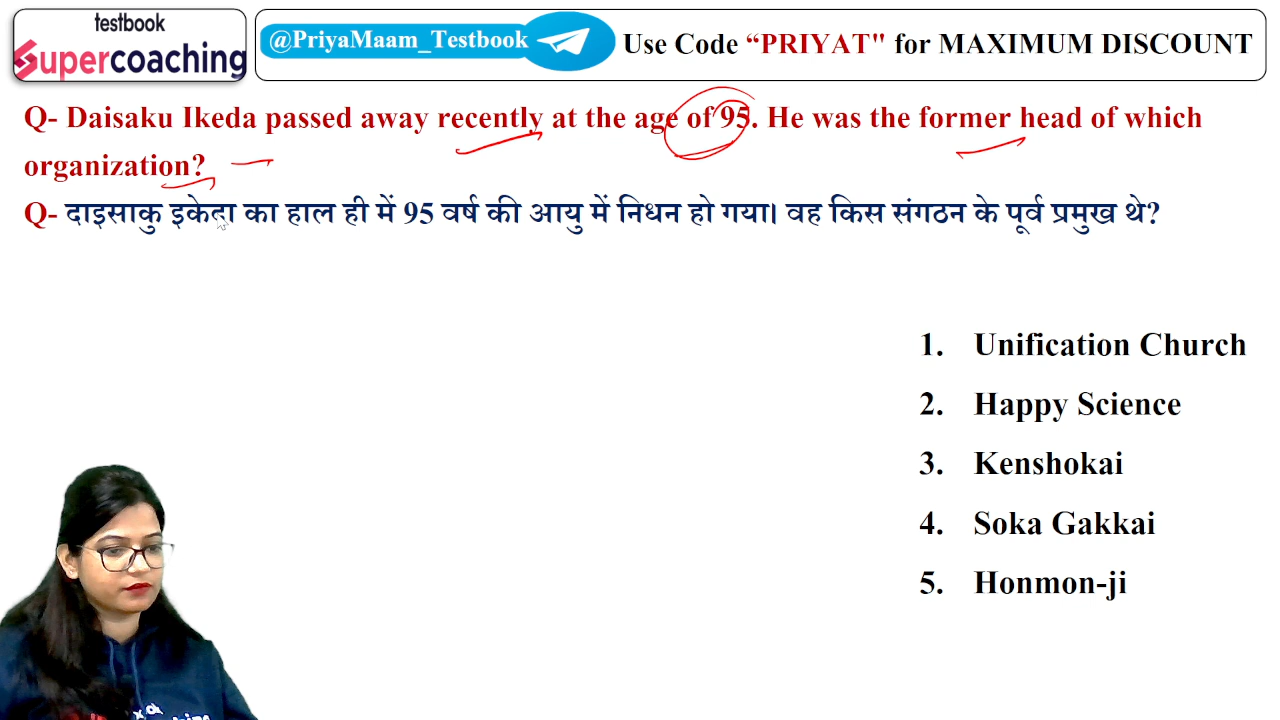 testbook
Supercoaching
@PriyaMaam_Testbook
Use Code “PRIYAT" for MAXIMUM DISCOUNT
Q- Daisaku Ikeda passed away recently at the age of 95. He was the former head of which
organization?
Q- दाइसाकु इकेदा का हाल ही में 95 वर्ष की आयु में निधन हो गया। वह किस संगठन के पूर्व प्रमुख थे?
1. Unification Church
2. Happy Science
3. Kenshokai
4. Soka Gakkai
5. Honmon-ji